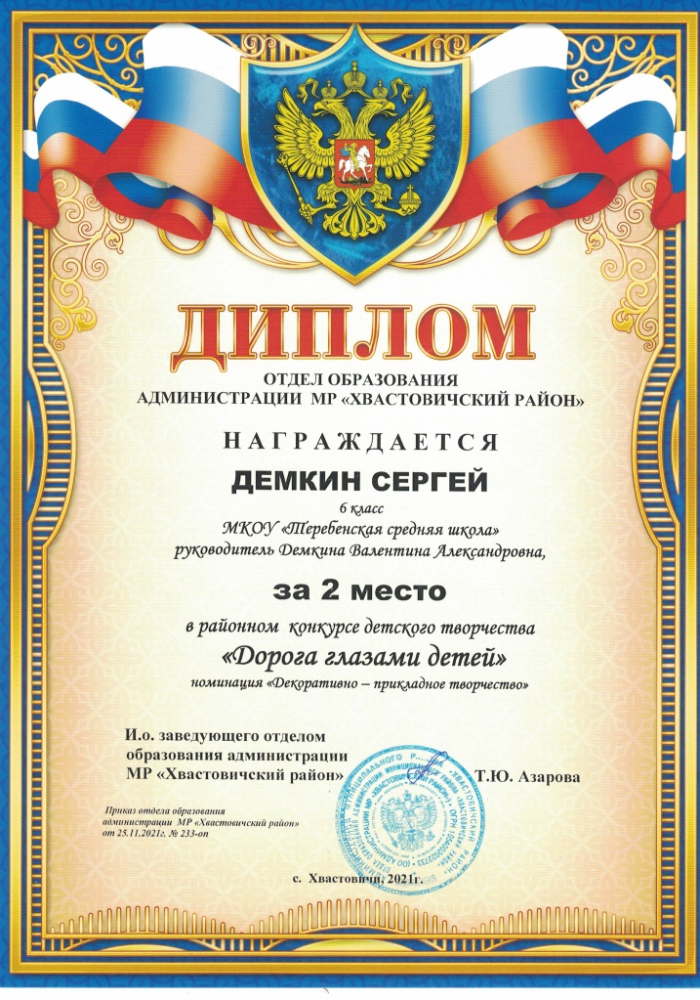 ДИПЛОМ
ОТДЕЛ ОБРАЗОВАНИЯ
АДМИНИСТРАЦИИ МР «ХВАСТОВИЧСКИЙ РАЙОН»
НАГРАЖДАЕТСЯ
ДЕМКИН СЕРГЕЙ
6 класс
МКОУ «Теребенская средняя школа»
руководитель Демкина Валентина Александровна,
за 2 место
в районном конкурсе детского творчества
«Дорога глазами детей»
номинация «Декоративно – прикладное творчество»
И.о. заведующего отделом
образования администрации
МР «Хвастовичский район»
Т.Ю. Азарова
Приказ отдела образования
администрации МР «Хвастовичский район»
от 25.11.2021г. № 233-оп
с. Хвастовичи, 2021г.